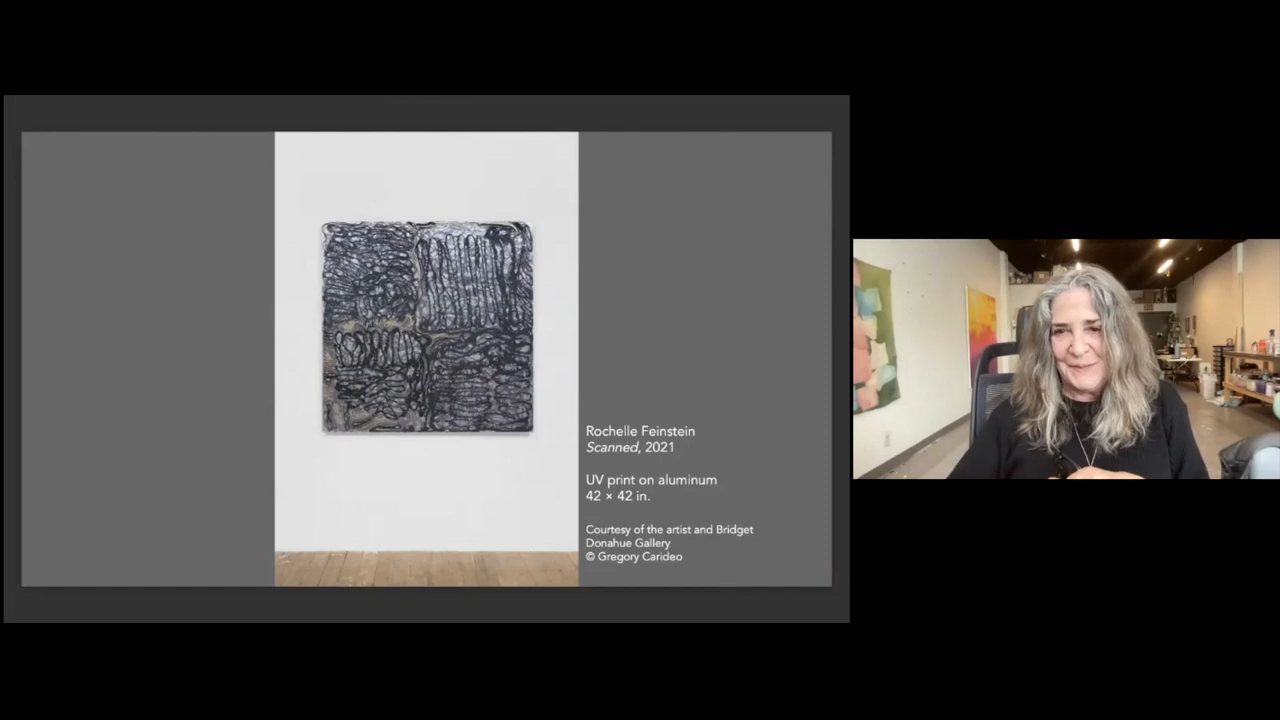 Rochelle Feinstein
Scanned, 2021
UV print on aluminum
42 × 42 in.
Courtesy of the artist and Bridget
Donahue Gallery
© Gregory Carideo